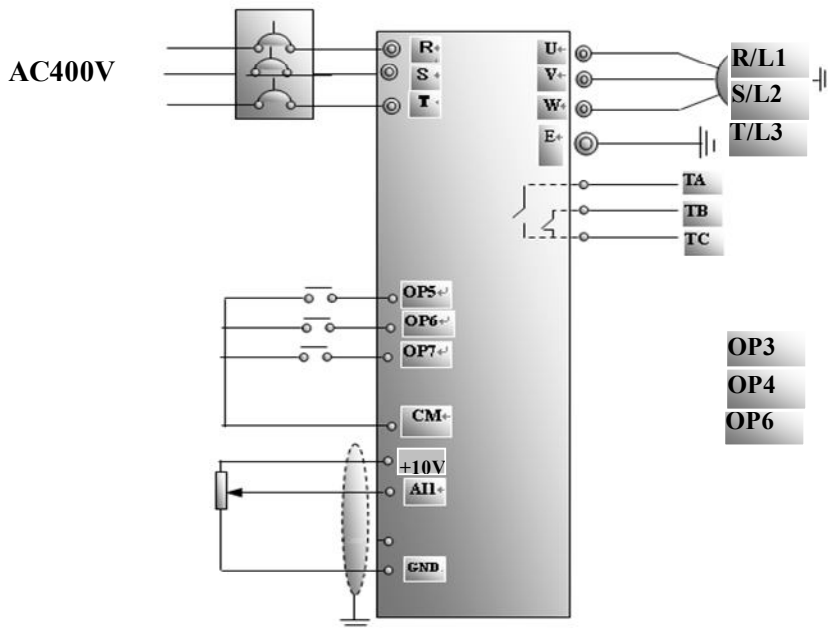 AC400V
R
S
T
U
V
W
E
R/L1
S/L2
T/L3
TA
TB
TC
OP5
OP6
OP7
CM
+10V
AI1
GND
OP3
OP4
OP6